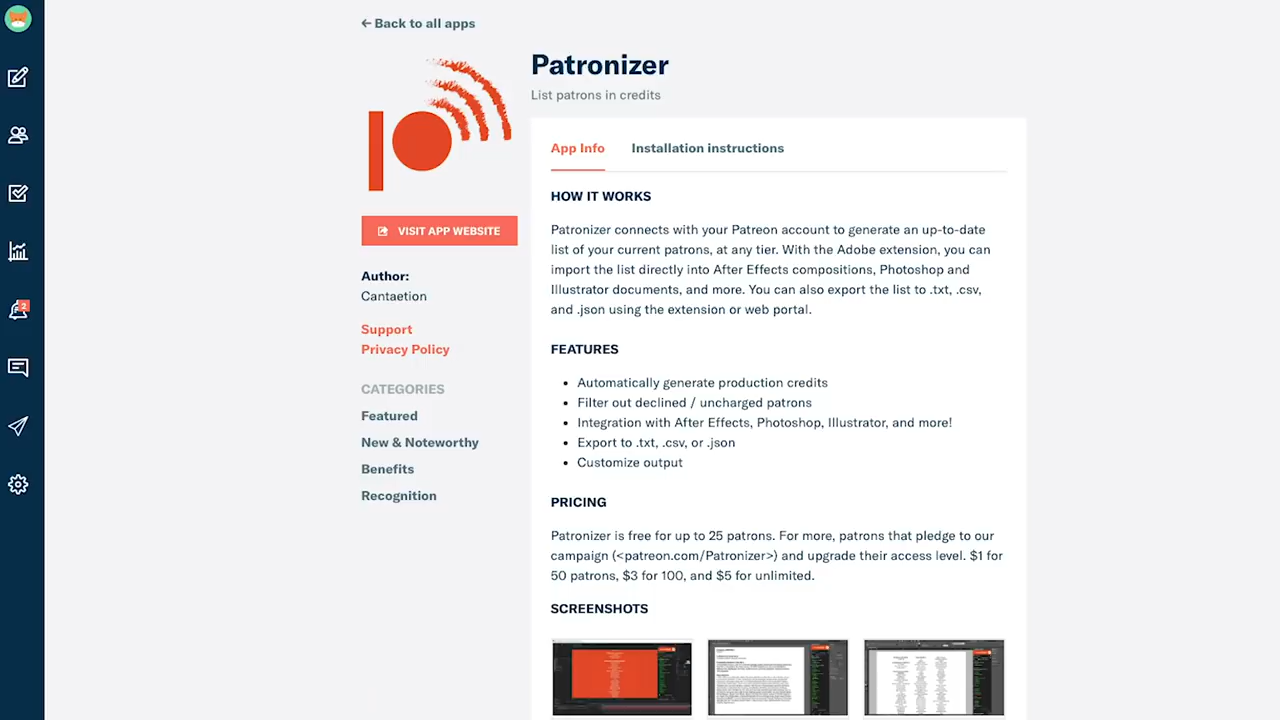 ← Back to all apps
Patronizer
List patrons in credits
App Info
Installation instructions
HOW IT WORKS
Patronizer connects with your Patreon account to generate an up-to-date
list of your current patrons, at any tier. With the Adobe extension, you can
import the list directly into After Effects compositions, Photoshop and
Illustrator documents, and more. You can also export the list to .txt, .csv,
and .json using the extension or web portal.
FEATURES
• Automatically generate production credits
• Filter out declined / uncharged patrons
• Integration with After Effects, Photoshop, Illustrator, and more!
• Export to .txt, .csv, or .json
• Customize output
PRICING
Patronizer is free for up to 25 patrons. For more, patrons that pledge to our
campaign (<patreon.com/Patronizer>) and upgrade their access level. $1 for
50 patrons, $3 for 100, and $5 for unlimited.
SCREENSHOTS
VISIT APP WEBSITE
Author:
Cantaetion
Support
Privacy Policy
CATEGORIES
Featured
New & Noteworthy
Benefits
Recognition
2